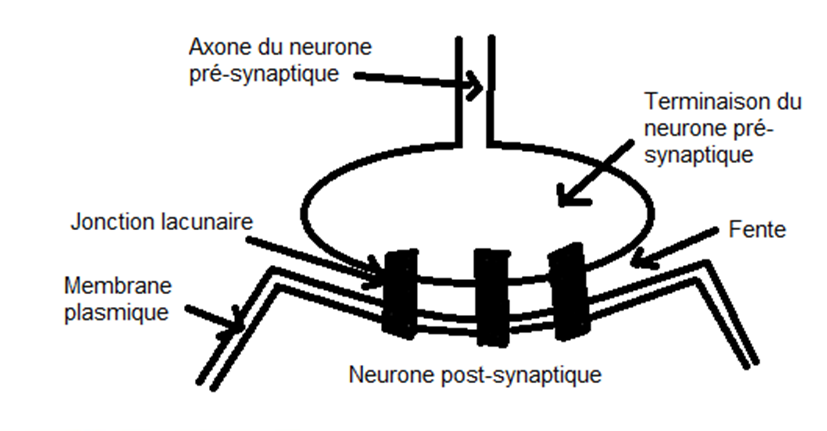 Axone du neurone
pré-synaptique
Terminaison du
neurone pré-
synaptique
Jonction lacunaire
Fente
Membrane
plasmique
Neurone post-synaptique